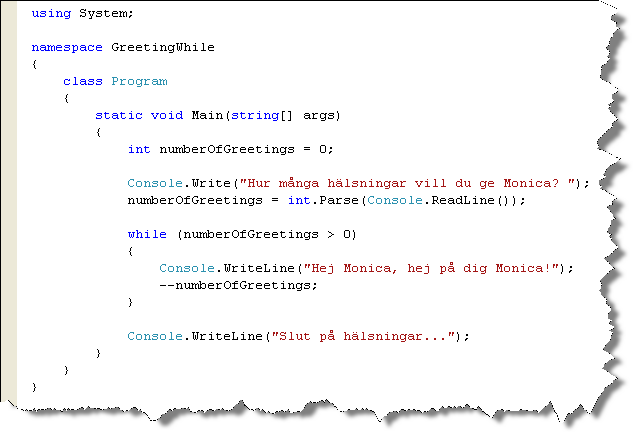 using System;
namespace GreetingWhile
{
class Program
{
static void Main(string[] args)
{
int numberOfGreetings = 0;
Console.Write("Hur många hälsningar vill du ge Monica? ");
numberOfGreetings = int.Parse(Console.ReadLine());
while (numberOfGreetings > 0)
{
Console.WriteLine("Hej Monica, hej på dig Monica!");
--numberOfGreetings;
}
Console.WriteLine("Slut på hälsningar...");
}
}
}